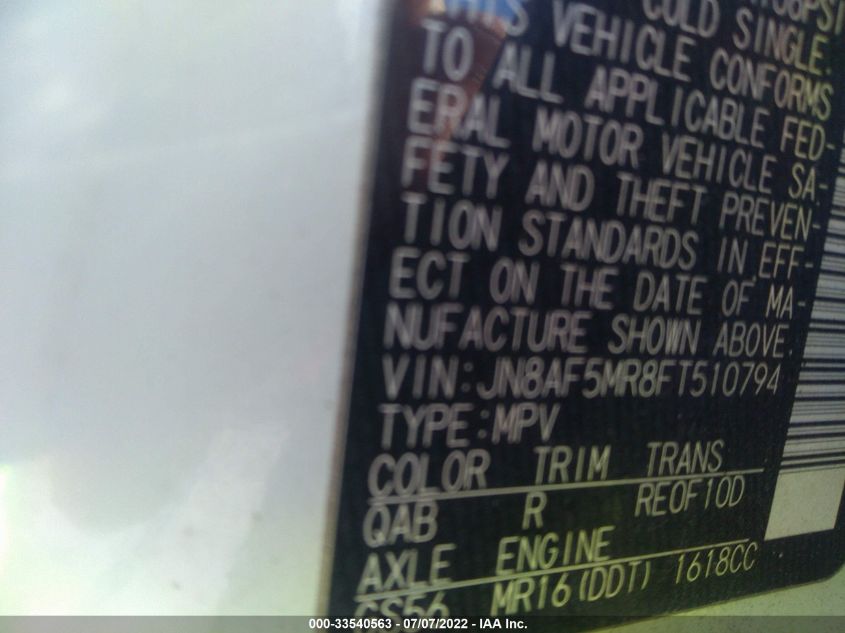 COLD SINGLE:
THIS VEHICLE CONFORMS
TO ALL APPLICABLE FED-
ERAL MOTOR VEHICLE SA-
FETY AND THEFT PREVEN-
TION STANDARDS IN EFF-
ECT ON THE DATE OF MA-
NUFACTURE SHOWN ABOVE.
VIN:JN8AF5MR8FT510794
TYPE:MPV
COLOR TRIM TRANS
QAB R RE0F10D
AXLE ENGINE
GS56 MR16(DDT) 1618CC
000-33540563 - 07/07/2022 - IAA Inc.